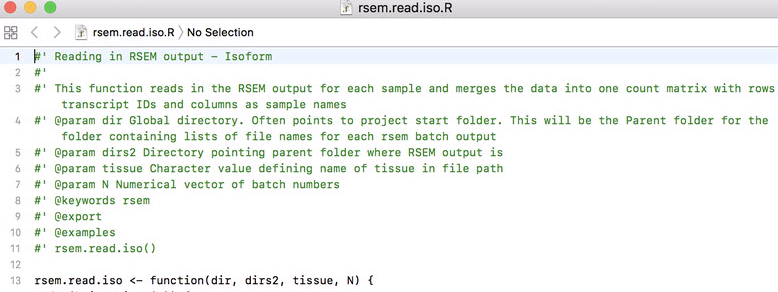 rsem.read.iso.R
rsem.read.iso.R No Selection
1 #' Reading in RSEM output - Isoform
2 #'
3 #' This function reads in the RSEM output for each sample and merges the data into one count matrix with rows
transcript IDs and columns as sample names
4 #' @param dir Global directory. Often points to project start folder. This will be the Parent folder for the
folder containing lists of file names for each rsem batch output
5 #' @param dirs2 Directory pointing parent folder where RSEM output is
6 #' @param tissue Character value defining name of tissue in file path
7 #' @param N Numerical vector of batch numbers
8 #' @keywords rsem
9 #' @export
10 #' @examples
11 #' rsem.read.iso()
12
13 rsem.read.iso <- function(dir, dirs2, tissue, N) {